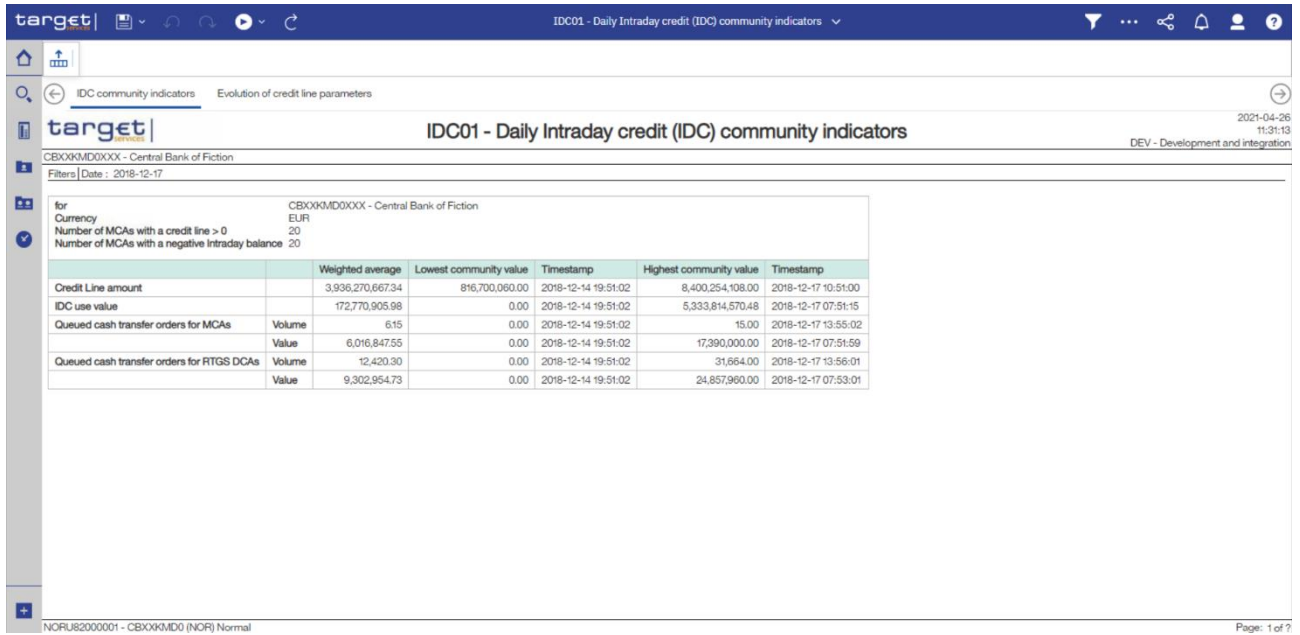 target| services IDC01 - Daily Intraday credit (IDC) community indicators
IDC community indicators Evolution of credit line parameters
target| services IDC01 - Daily Intraday credit (IDC) community indicators
2021-04-26
11:31:13
DEV - Development and integration
CBXXKMD0XXX - Central Bank of Fiction
Filters | Date : 2018-12-17
for CBXXKMD0XXX - Central Bank of Fiction
Currency EUR
Number of MCAs with a credit line > 0 20
Number of MCAs with a negative Intraday balance 20
Weighted average Lowest community value Timestamp Highest community value Timestamp
Credit Line amount 3,936,270,667.34 816,700,060.00 2018-12-14 19:51:02 8,400,254,108.00 2018-12-17 10:51:00
IDC use value 172,770,905.98 0.00 2018-12-14 19:51:02 5,333,814,570.48 2018-12-17 07:51:15
Queued cash transfer orders for MCAs Volume 6.15 0.00 2018-12-14 19:51:02 15.00 2018-12-17 13:55:02
Value 6,016,847.55 0.00 2018-12-14 19:51:02 17,390,000.00 2018-12-17 07:51:59
Queued cash transfer orders for RTGS DCAs Volume 12,420.30 0.00 2018-12-14 19:51:02 31,664.00 2018-12-17 13:56:01
Value 9,302,954.73 0.00 2018-12-14 19:51:02 24,857,960.00 2018-12-17 07:53:01
NORU82000001 - CBXXKMD0 (NOR) Normal Page: 1 of ?